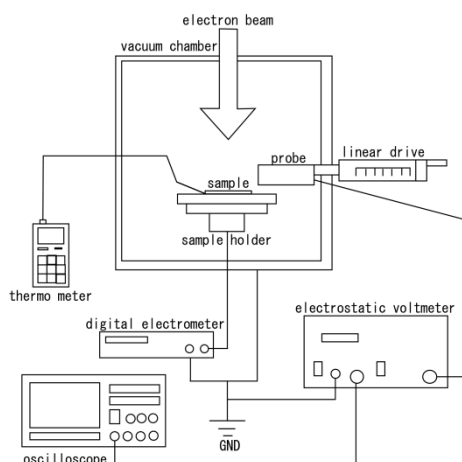 electron beam
vacuum chamber
probe
linear drive
sample
sample holder
thermo meter
digital electrometer
electrostatic voltmeter
GND
oscilloscope